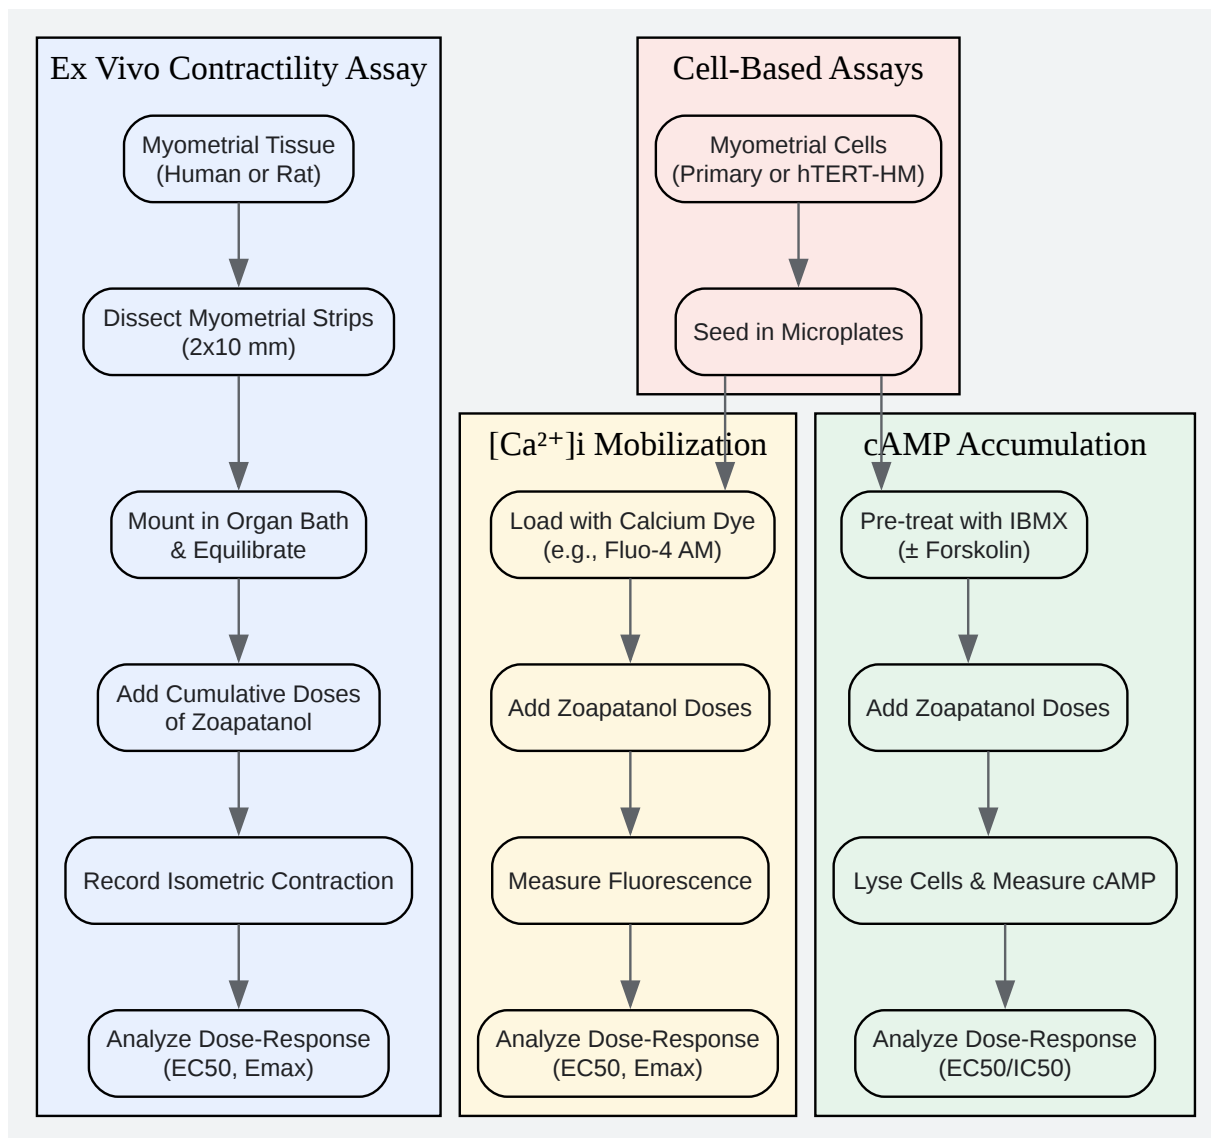 Ex Vivo Contractility Assay
Myometrial Tissue
(Human or Rat)
Dissect Myometrial Strips
(2x10 mm)
Mount in Organ Bath
& Equilibrate
Add Cumulative Doses
of Zoapatanol
Record Isometric Contraction
Analyze Dose-Response
(EC50, Emax)
Cell-Based Assays
Myometrial Cells
(Primary or hTERT-HM)
Seed in Microplates
[Ca²⁺]i Mobilization
Load with Calcium Dye
(e.g., Fluo-4 AM)
Add Zoapatanol Doses
Measure Fluorescence
Analyze Dose-Response
(EC50, Emax)
cAMP Accumulation
Pre-treat with IBMX
(± Forskolin)
Add Zoapatanol Doses
Lyse Cells & Measure cAMP
Analyze Dose-Response
(EC50/IC50)